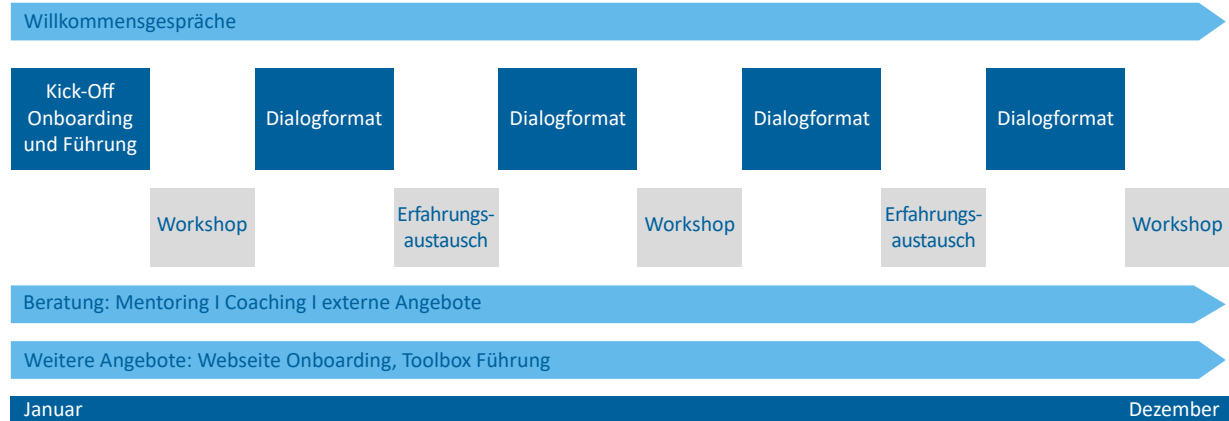 Willkommensgespräche
Kick-Off
Onboarding
und Führung
Dialogformat
Dialogformat
Dialogformat
Dialogformat
Workshop
Erfahrungs-
austausch
Workshop
Erfahrungs-
austausch
Workshop
Beratung: Mentoring I Coaching I externe Angebote
Weitere Angebote: Webseite Onboarding, Toolbox Führung
Januar
Dezember